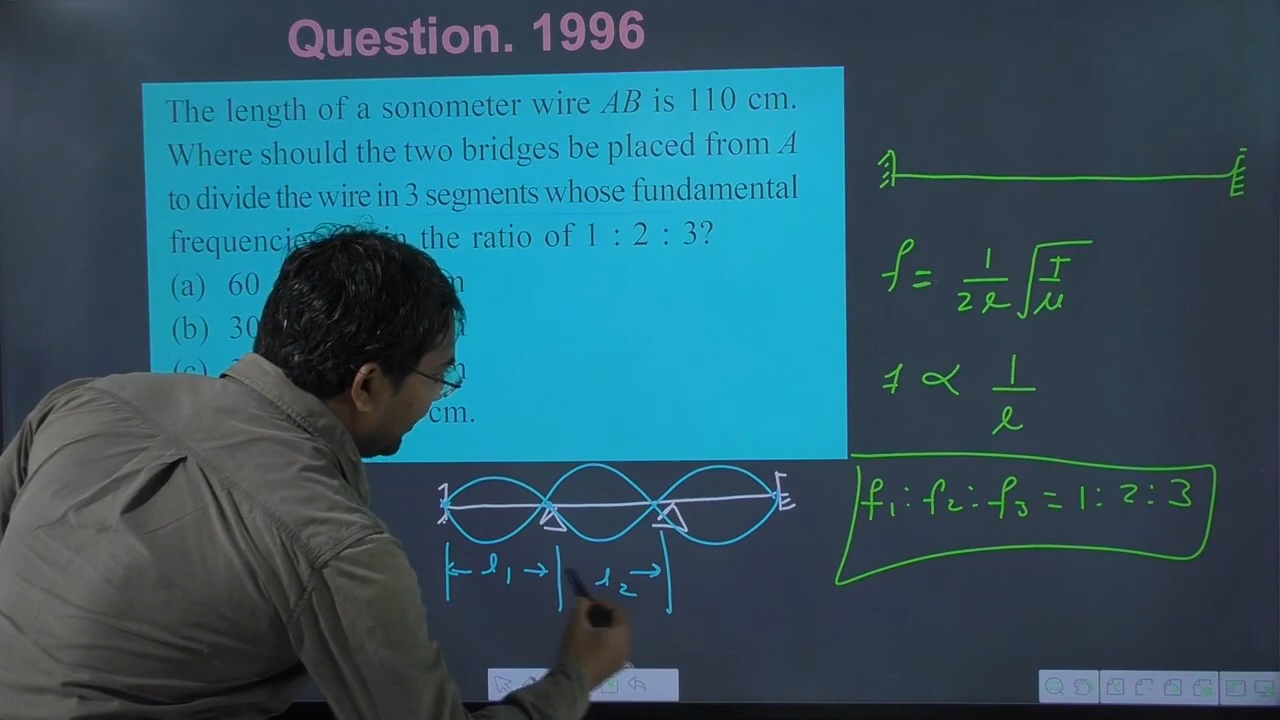 Question. 1996
The length of a sonometer wire AB is 110 cm.
Where should the two bridges be placed from A
to divide the wire in 3 segments whose fundamental
in the ratio of 1 : 2 : 3?
(a) 60
(b) 30
(c)
cm.
f = 1/2l √T/μ
f ∝ 1/l
f₁ : f₂ : f₃ = 1 : 2 : 3
l₁
l₂